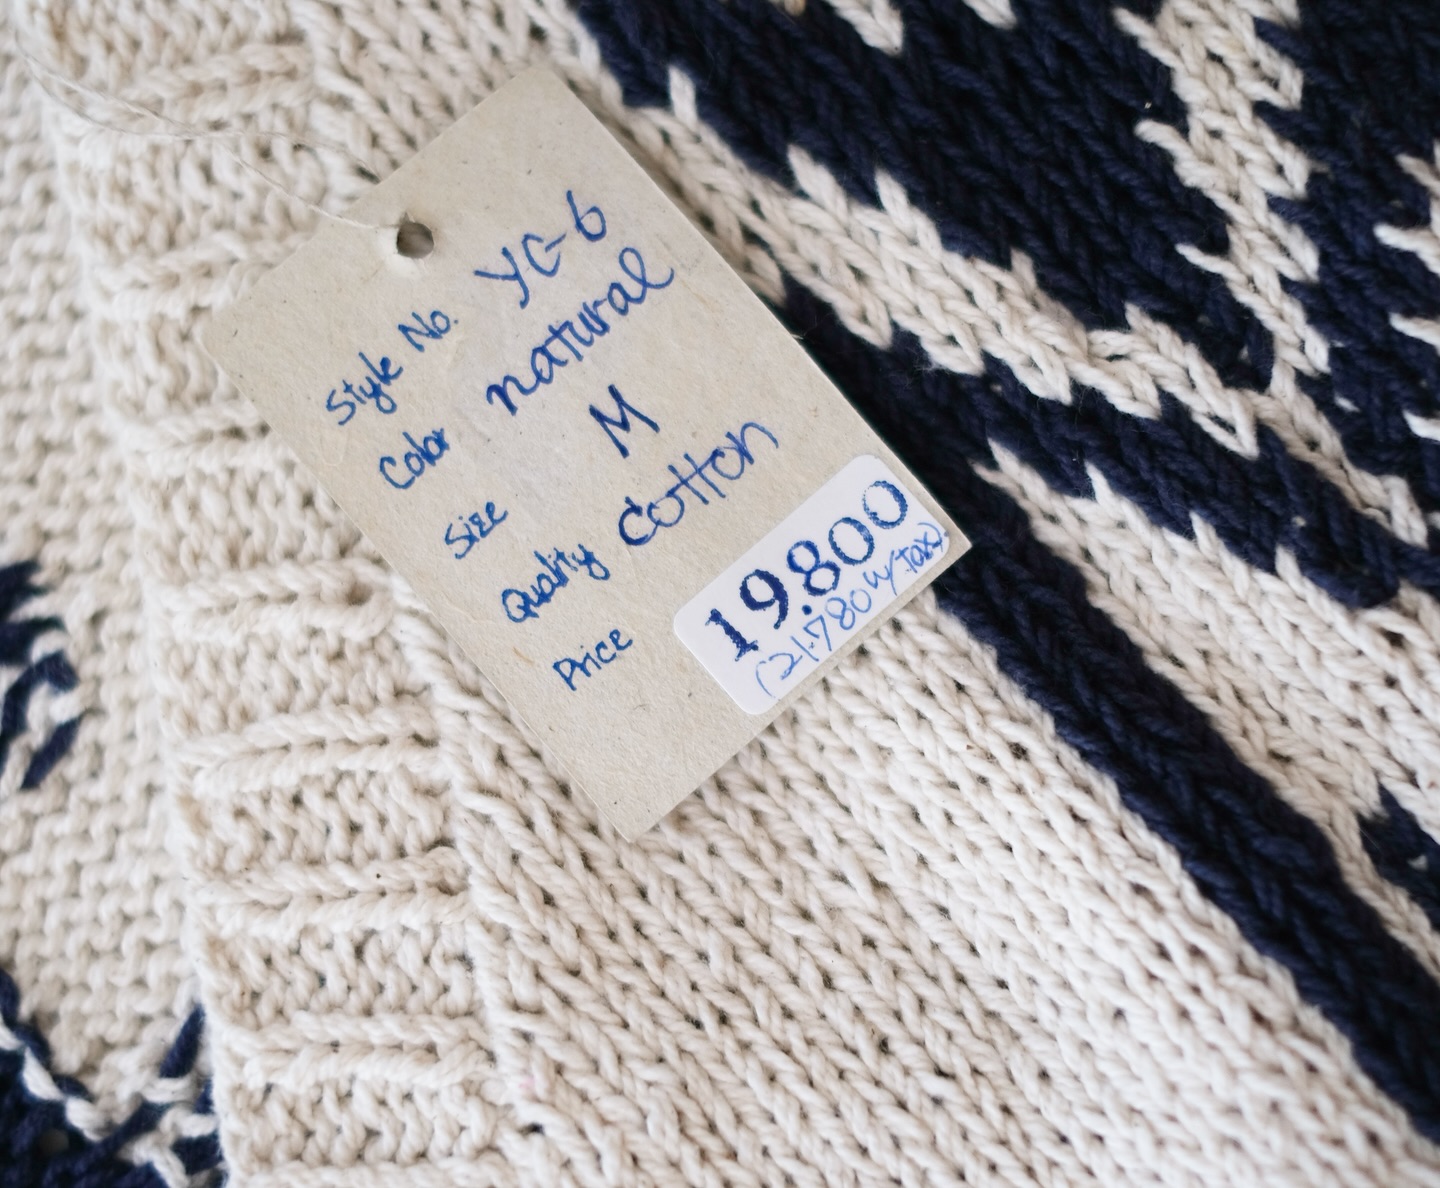 Style No. YC-6
Color natural
Size M
Quality cotton
Price 19.800
(21.780 w/tax)